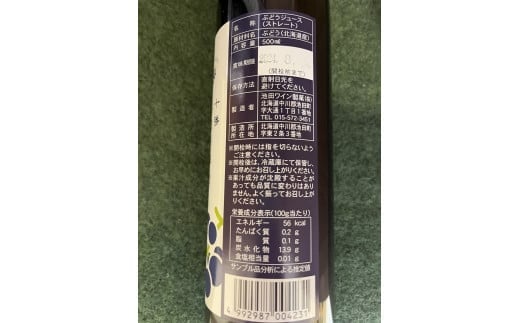 名称 ぶどうジュース
(ストレート)
原材料名 ぶどう(北海道産)
内容量 500ml
賞味期限
(開栓前まで)
保存方法 直射日光を
避けてください。
製造者 池田ワイン製菓(有)
北海道中川郡池田町
字大通1丁目1番地
TEL 015-572-3451
製造所
所在地 北海道中川郡池田町
字東2条3番地
※開栓時には指を切らないよう
ご注意ください。
※開栓後は、冷蔵庫にて保管し、
お早めにお召し上がりください。
※果汁成分が沈殿することが
あっても品質に変わりはあり
ません。よく振ってお召し上が
りください。
栄養成分表示(100g当たり)
エネルギー 56 kcal
たんぱく質 0.2 g
脂質 0.1 g
炭水化物 13.9 g
食塩相当量 0.01 g
サンプル品分析による推定値
4 992987 004231
十勝